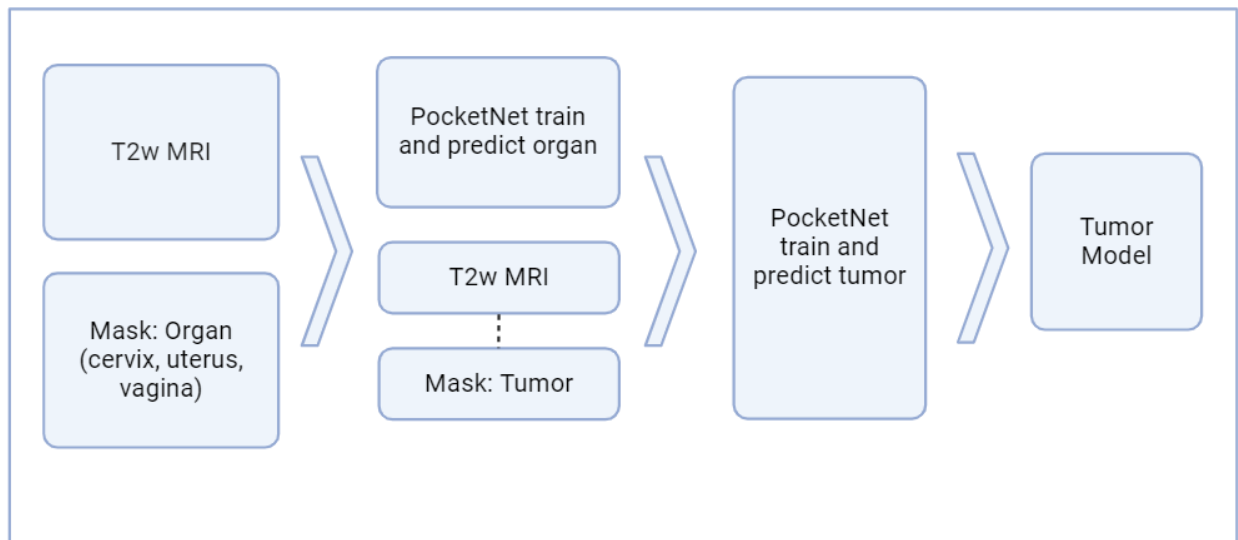 T2w MRI
Mask: Organ
(cervix, uterus,
vagina)
PocketNet train
and predict organ
T2w MRI
Mask: Tumor
PocketNet
train and
predict tumor
Tumor
Model